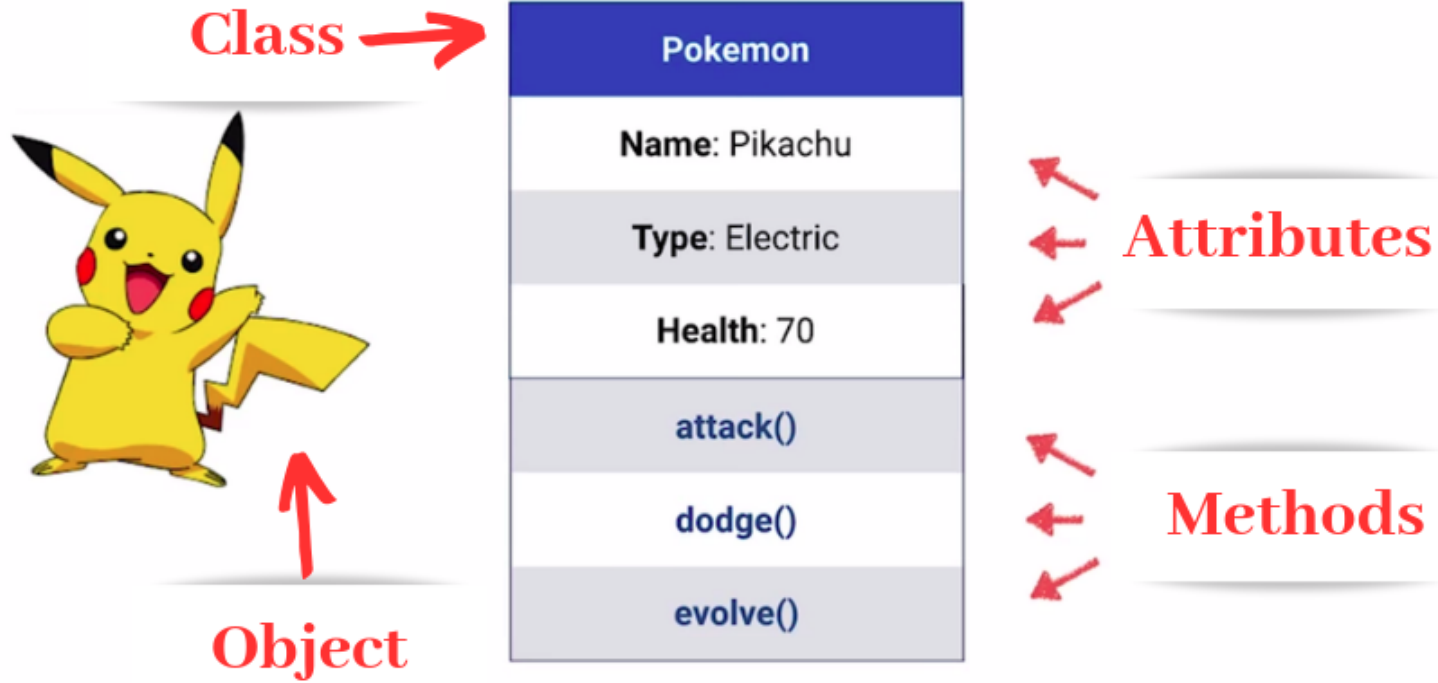 Class
Pokemon
Name: Pikachu
Type: Electric
Health: 70
Attributes
attack()
dodge()
evolve()
Methods
Object